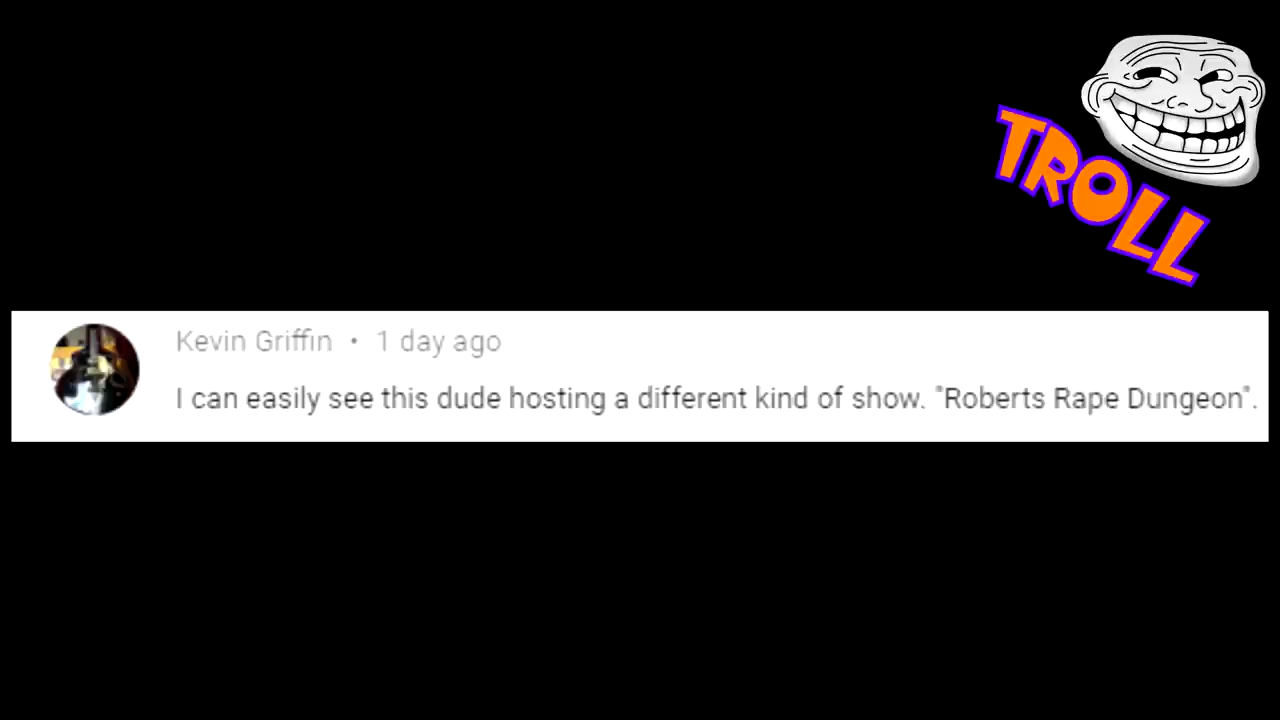 TROLL
Kevin Griffin • 1 day ago
I can easily see this dude hosting a different kind of show. "Roberts Rape Dungeon".